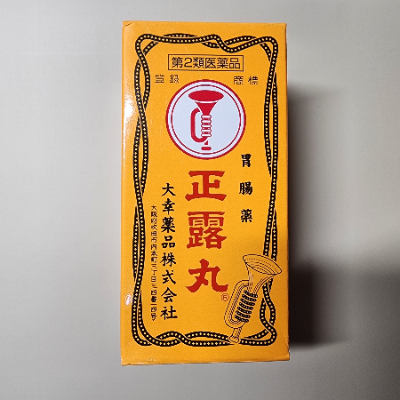 第2類医薬品
登録 商標
胃腸薬
正露丸
®
大幸薬品株式会社